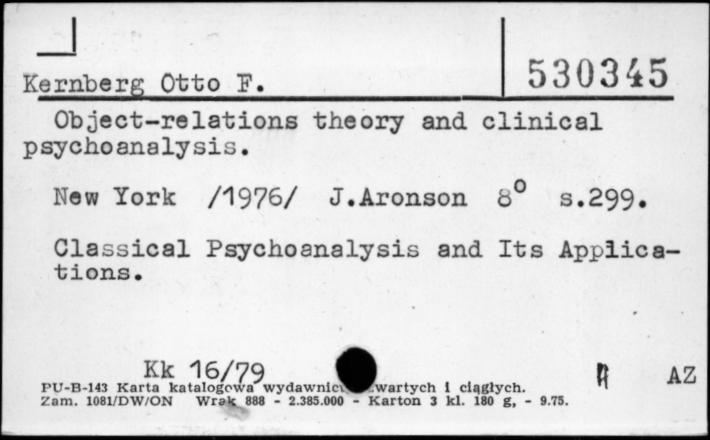 Kernberg Otto F.
530345
Object-relations theory and clinical
psychoanalysis.
New York /1976/ J.Aronson 8° s.299.
Classical Psychoanalysis and Its Applica-
tions.
Kk 16/79
AZ
PU-B-143 Karta katalogowa wydawnic wartych i ciągłych.
Zam. 1081/DW/ON Wrak 888 - 2.385.000 - Karton 3 kl. 180 g, - 9.75.